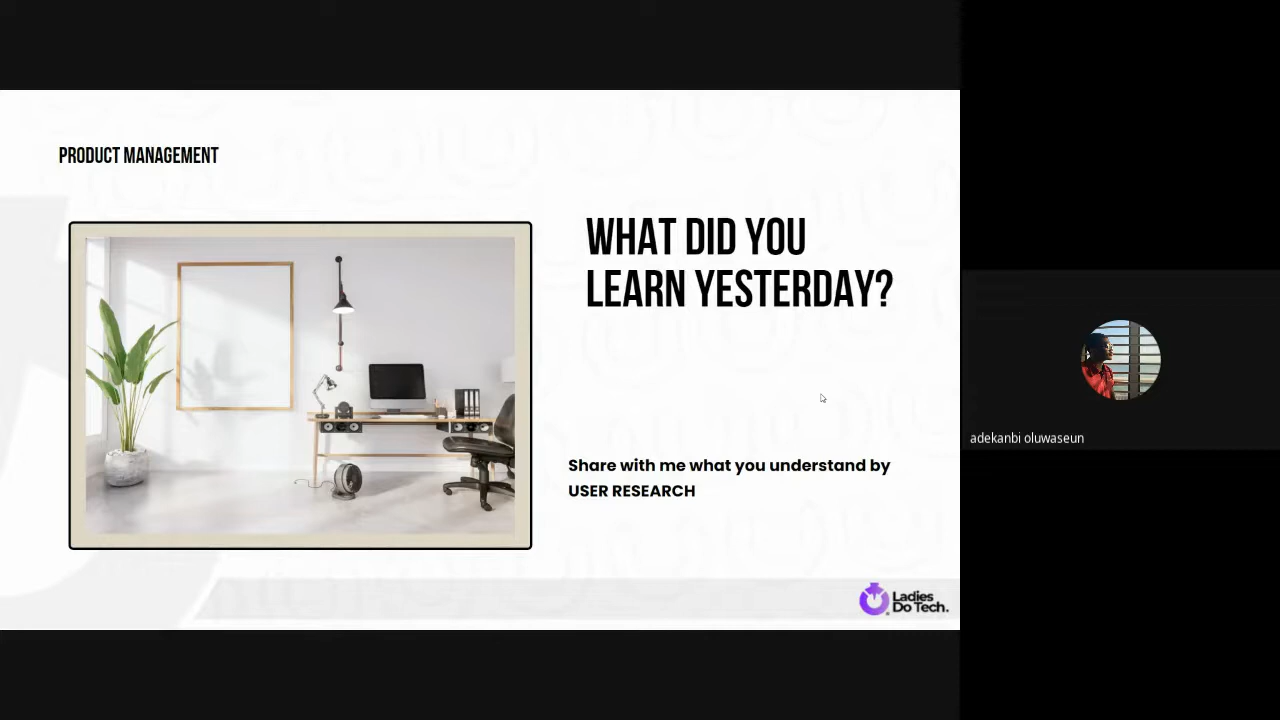 PRODUCT MANAGEMENT
WHAT DID YOU
LEARN YESTERDAY?
Share with me what you understand by
USER RESEARCH
Ladies
Do Tech.
adekanbi oluwaseun